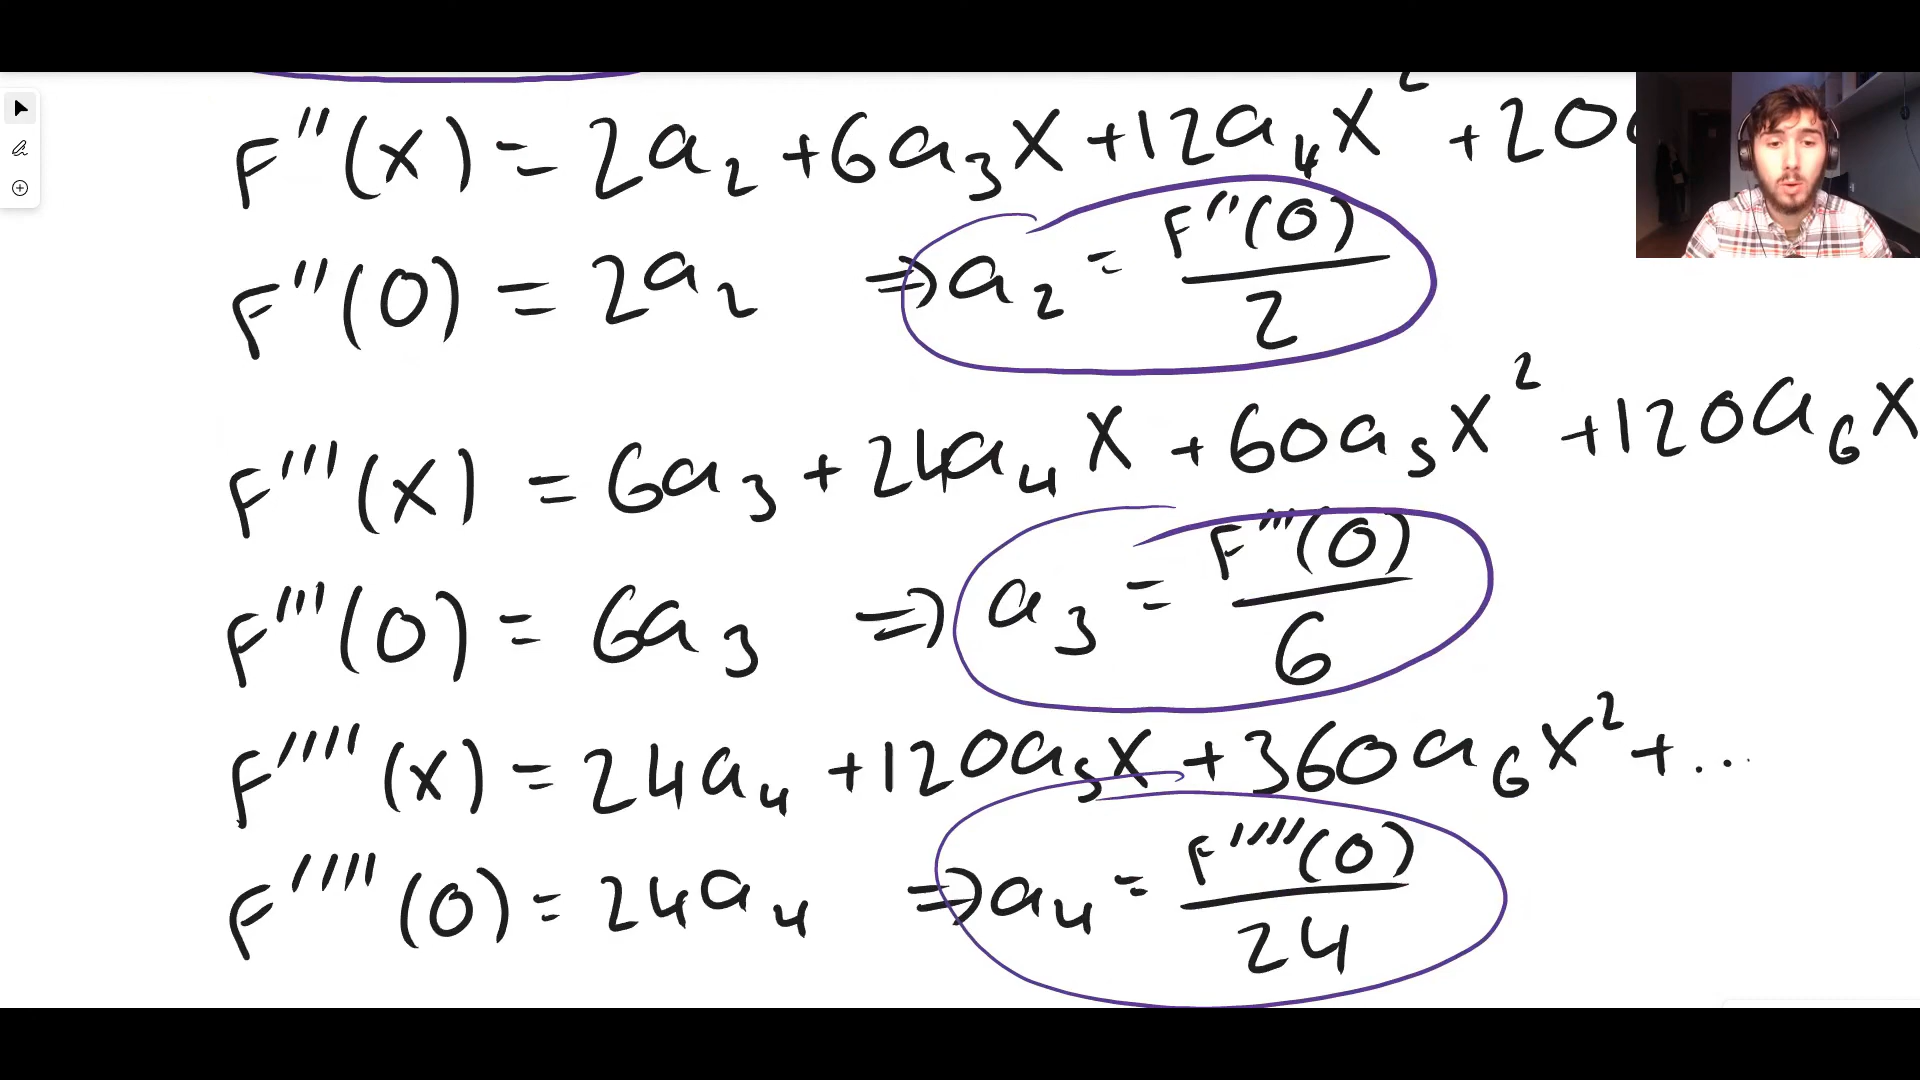 F''(x) = 2a₂ + 6a₃x + 12a₄x² + 20
F''(0) = 2a₂ ⇒ a₂ = F''(0)/2
F'''(x) = 6a₃ + 24a₄x + 60a₅x² + 120a₆x
F'''(0) = 6a₃ ⇒ a₃ = F'''(0)/6
F''''(x) = 24a₄ + 120a₅x + 360a₆x² + ...
F''''(0) = 24a₄ ⇒ a₄ = F''''(0)/24